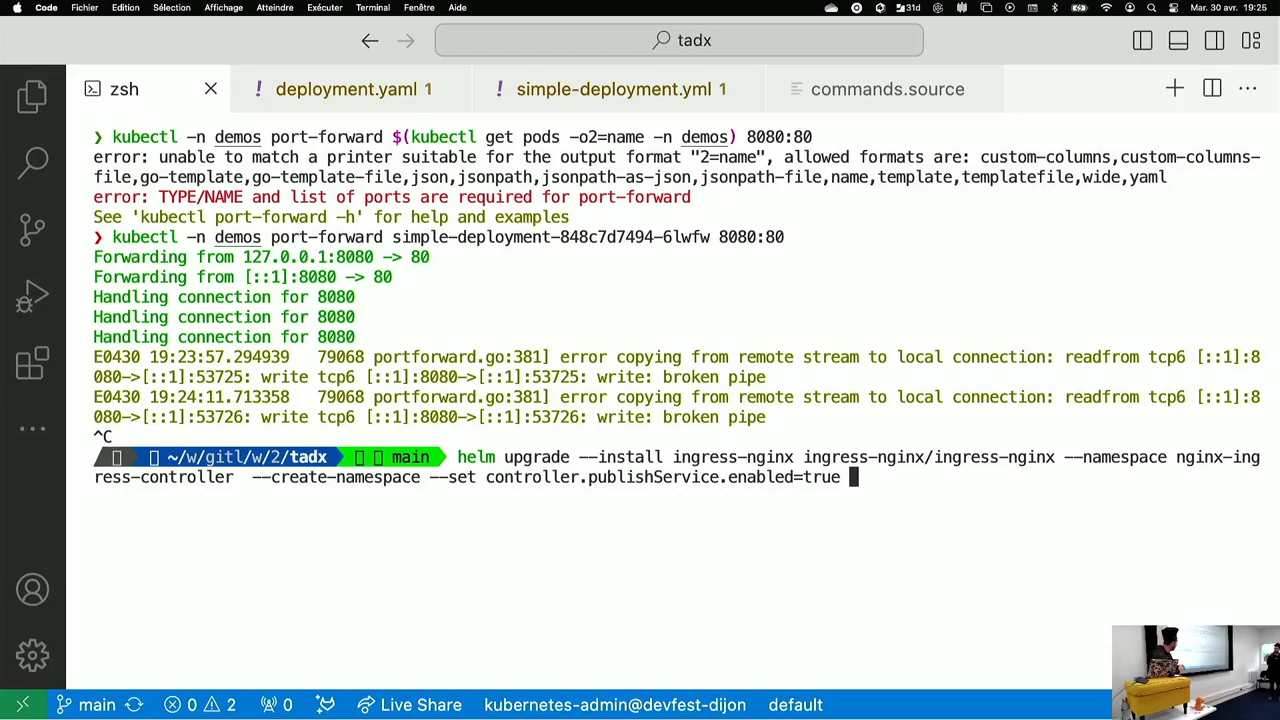 Code Fichier Edition Sélection Affichage Atteindre Exécuter Terminal Fenêtre Aide 31d Mar. 30 avr. 19:25
tadx
zsh ! deployment.yaml 1 ! simple-deployment.yml 1 commands.source
❯ kubectl -n demos port-forward $(kubectl get pods -o2=name -n demos) 8080:80
error: unable to match a printer suitable for the output format "2=name", allowed formats are: custom-columns,custom-columns-
file,go-template,go-template-file,json,jsonpath,jsonpath-as-json,jsonpath-file,name,template,templatefile,wide,yaml
error: TYPE/NAME and list of ports are required for port-forward
See 'kubectl port-forward -h' for help and examples
❯ kubectl -n demos port-forward simple-deployment-848c7d7494-6lwfw 8080:80
Forwarding from 127.0.0.1:8080 -> 80
Forwarding from [::1]:8080 -> 80
Handling connection for 8080
Handling connection for 8080
Handling connection for 8080
E0430 19:23:57.294939   79068 portforward.go:381] error copying from remote stream to local connection: readfrom tcp6 [::1]:8
080->[::1]:53725: write tcp6 [::1]:8080->[::1]:53725: write: broken pipe
E0430 19:24:11.713358   79068 portforward.go:381] error copying from remote stream to local connection: readfrom tcp6 [::1]:8
080->[::1]:53726: write tcp6 [::1]:8080->[::1]:53726: write: broken pipe
^C
~/w/gitl/w/2/tadx main helm upgrade --install ingress-nginx ingress-nginx/ingress-nginx --namespace nginx-ing
ress-controller  --create-namespace --set controller.publishService.enabled=true
main 0 2 0 Live Share kubernetes-admin@devfest-dijon default